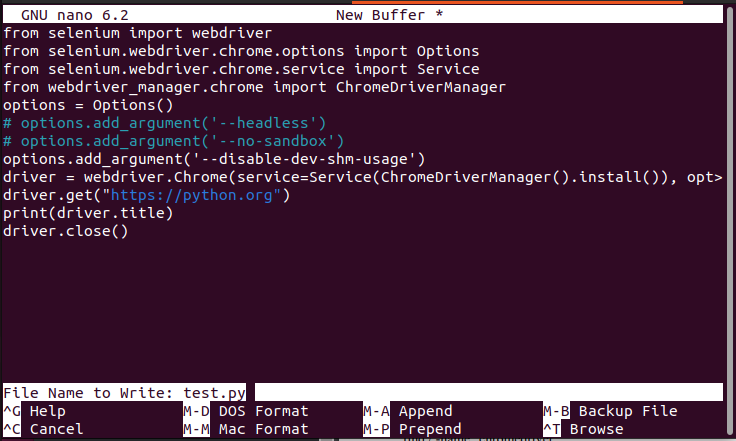 GNU nano 6.2 New Buffer *
from selenium import webdriver
from selenium.webdriver.chrome.options import Options
from selenium.webdriver.chrome.service import Service
from webdriver_manager.chrome import ChromeDriverManager
options = Options()
# options.add_argument('--headless')
# options.add_argument('--no-sandbox')
options.add_argument('--disable-dev-shm-usage')
driver = webdriver.Chrome(service=Service(ChromeDriverManager().install()), opt>
driver.get("https://python.org")
print(driver.title)
driver.close()
File Name to Write: test.py
^G Help M-D DOS Format M-A Append M-B Backup File
^C Cancel M-M Mac Format M-P Prepend ^T Browse